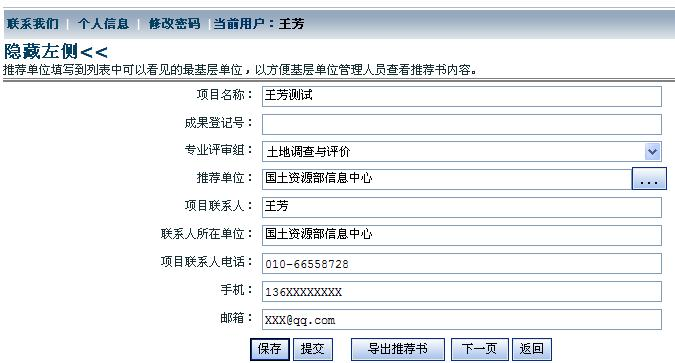 联系我们 | 个人信息 | 修改密码 |当前用户：王芳
隐藏左侧<<
推荐单位填写到列表中可以看见的最基层单位，以方便基层单位管理人员查看推荐书内容。
项目名称： 王芳测试
成果登记号：
专业评审组： 土地调查与评价
推荐单位： 国土资源部信息中心 ...
项目联系人： 王芳
联系人所在单位： 国土资源部信息中心
项目联系人电话： 010-66558728
手机： 136XXXXXXXX
邮箱： XXX@qq.com
保存 提交 导出推荐书 下一页 返回